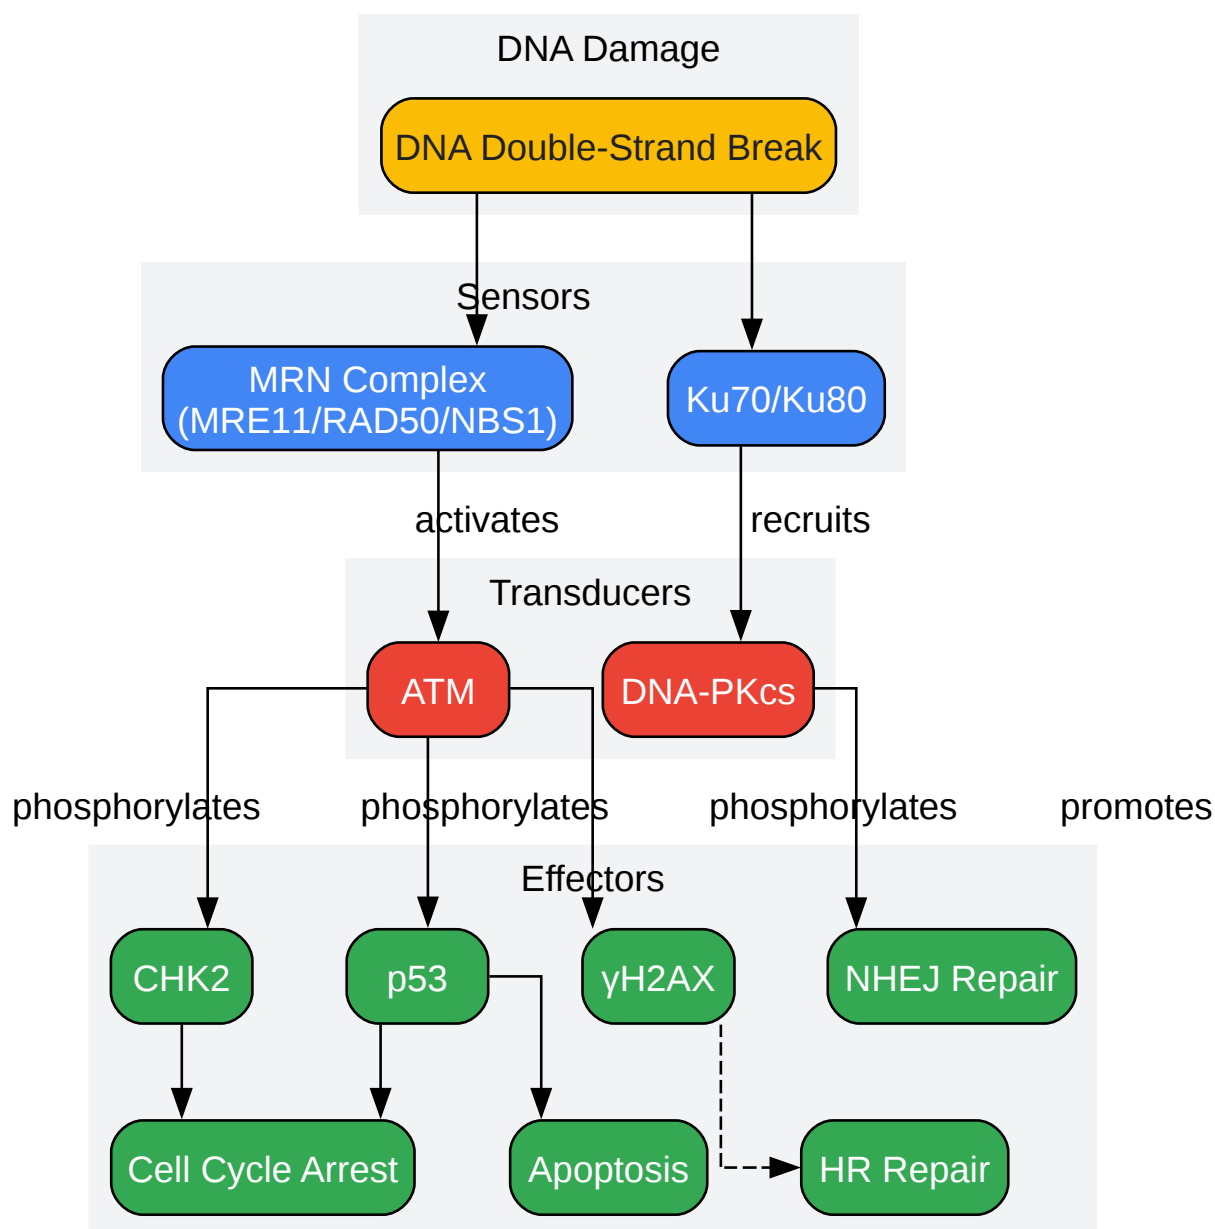 DNA Damage
DNA Double-Strand Break
Sensors
MRN Complex
(MRE11/RAD50/NBS1)
Ku70/Ku80
activates
recruits
Transducers
ATM
DNA-PKcs
phosphorylates
phosphorylates
phosphorylates
promotes
Effectors
CHK2
p53
γH2AX
NHEJ Repair
Cell Cycle Arrest
Apoptosis
HR Repair